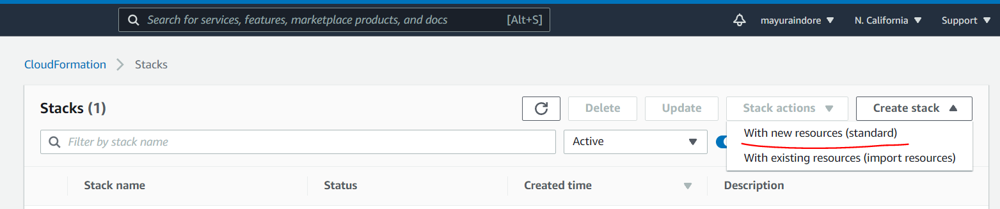 Search for services, features, marketplace products, and docs [Alt+S] mayuraindore N. California Support
CloudFormation Stacks
Stacks (1) Delete Update Stack actions Create stack
With new resources (standard)
Filter by stack name Active
With existing resources (import resources)
Stack name Status Created time Description